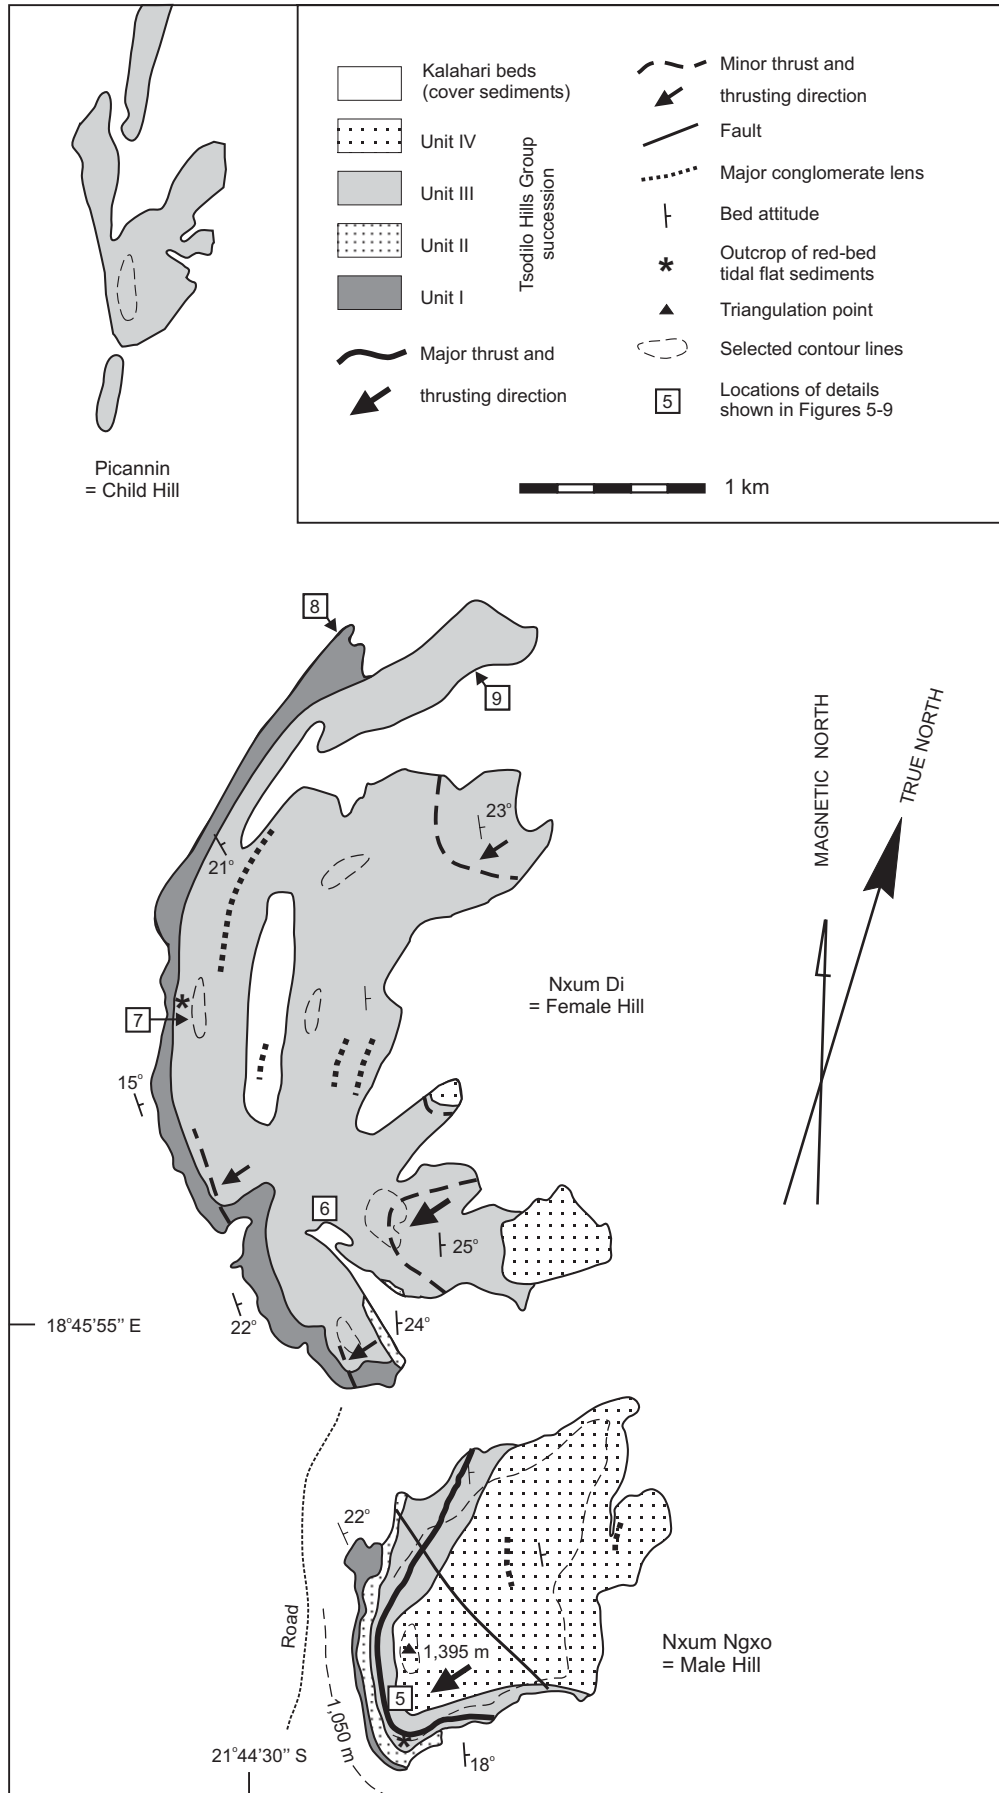 Kalahari beds
(cover sediments)
Unit IV
Unit III
Unit II
Unit I
Tsodilo Hills Group
succession
Major thrust and
thrusting direction
Minor thrust and
thrusting direction
Fault
Major conglomerate lens
Bed attitude
Outcrop of red-bed
tidal flat sediments
Triangulation point
Selected contour lines
5
Locations of details
shown in Figures 5-9
1 km
Picannin
= Child Hill
8
9
23°
21°
MAGNETIC NORTH
TRUE NORTH
Nxum Di
= Female Hill
7
15°
6
25°
22°
24°
18°45'55'' E
22°
Road
1,395 m
5
Nxum Ngxo
= Male Hill
1,050 m
21°44'30'' S
18°